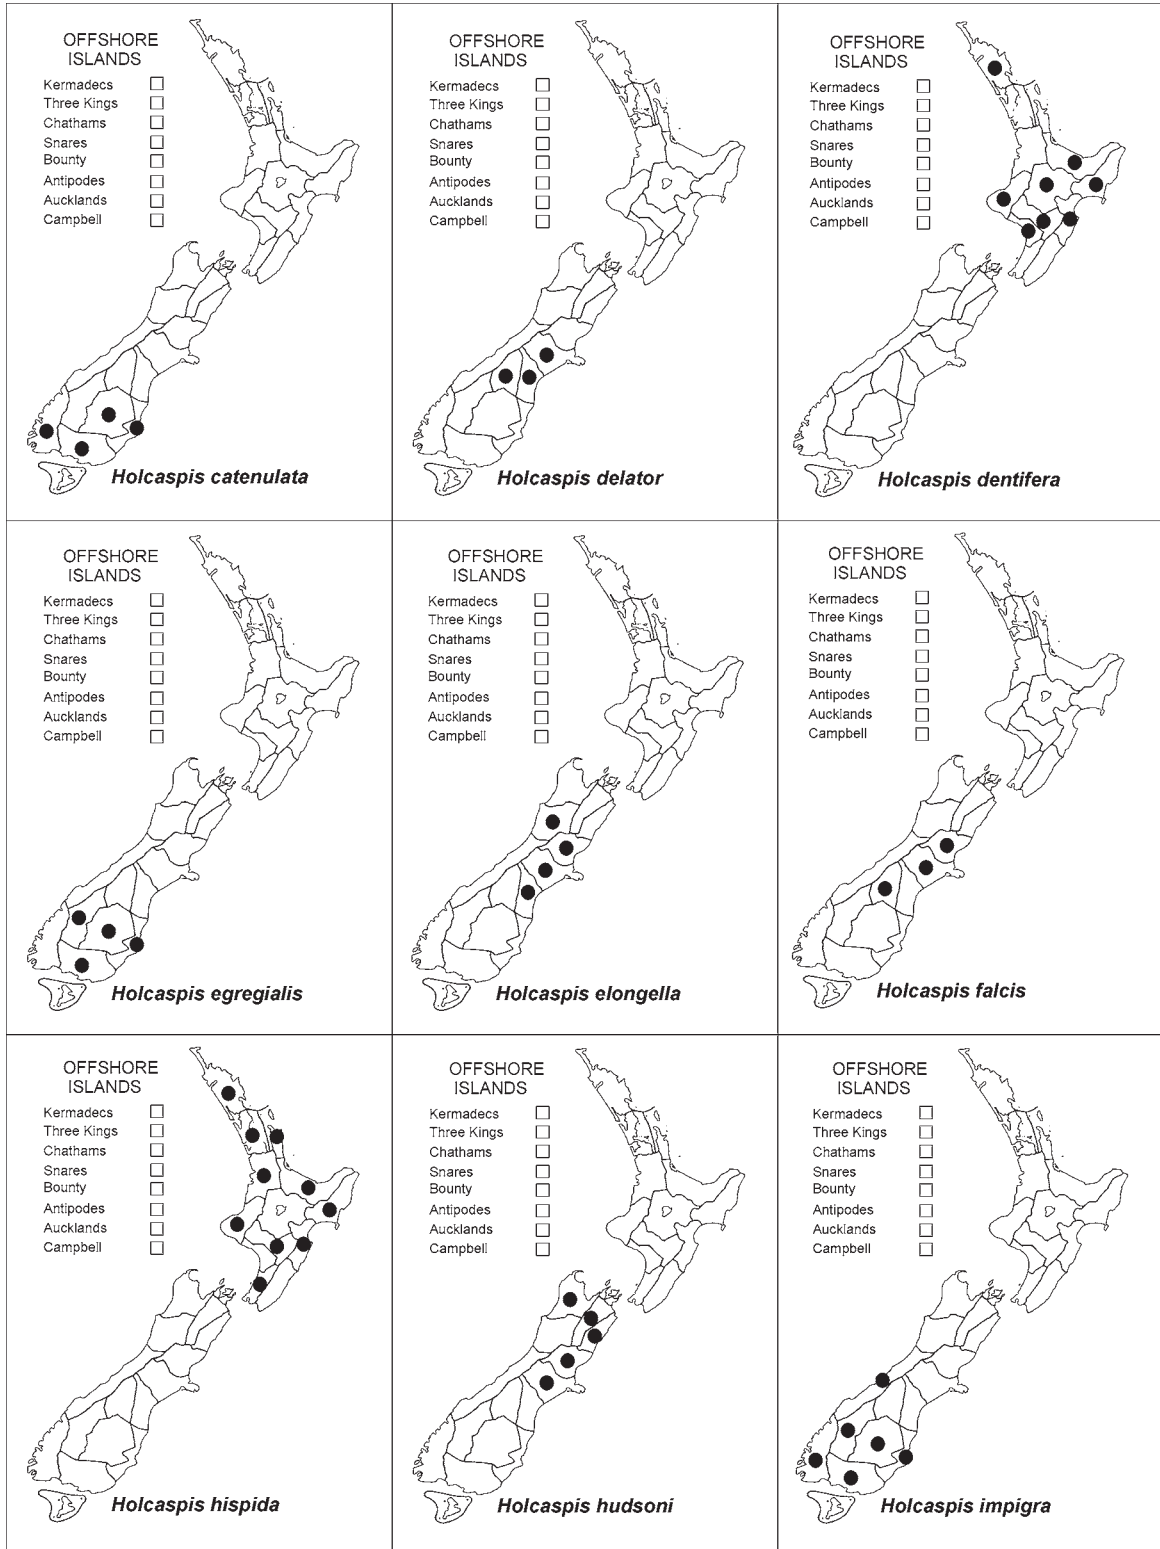 OFFSHORE
ISLANDS
Kermadecs
Three Kings
Chathams
Snares
Bounty
Antipodes
Aucklands
Campbell
Holcaspis catenulata
OFFSHORE
ISLANDS
Kermadecs
Three Kings
Chathams
Snares
Bounty
Antipodes
Aucklands
Campbell
Holcaspis delator
OFFSHORE
ISLANDS
Kermadecs
Three Kings
Chathams
Snares
Bounty
Antipodes
Aucklands
Campbell
Holcaspis dentifera
OFFSHORE
ISLANDS
Kermadecs
Three Kings
Chathams
Snares
Bounty
Antipodes
Aucklands
Campbell
Holcaspis egregialis
OFFSHORE
ISLANDS
Kermadecs
Three Kings
Chathams
Snares
Bounty
Antipodes
Aucklands
Campbell
Holcaspis elongella
OFFSHORE
ISLANDS
Kermadecs
Three Kings
Chathams
Snares
Bounty
Antipodes
Aucklands
Campbell
Holcaspis falcis
OFFSHORE
ISLANDS
Kermadecs
Three Kings
Chathams
Snares
Bounty
Antipodes
Aucklands
Campbell
Holcaspis hispida
OFFSHORE
ISLANDS
Kermadecs
Three Kings
Chathams
Snares
Bounty
Antipodes
Aucklands
Campbell
Holcaspis hudsoni
OFFSHORE
ISLANDS
Kermadecs
Three Kings
Chathams
Snares
Bounty
Antipodes
Aucklands
Campbell
Holcaspis impigra